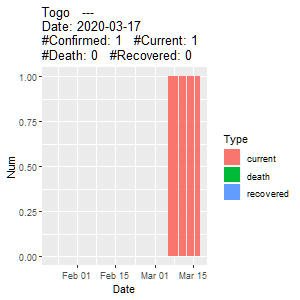 Togo   ---
Date: 2020-03-17
#Confirmed: 1   #Current: 1
#Death: 0   #Recovered: 0
1.00
0.75
0.50
0.25
0.00
Num
Feb 01 Feb 15 Mar 01 Mar 15
Date
Type
current
death
recovered